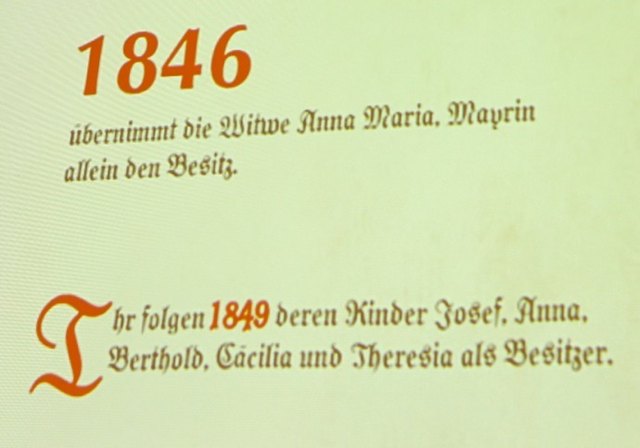 1846
übernimmt die Witwe Anna Maria, Mayrin
allein den Besitz.
Ihr folgen 1849 deren Kinder Josef, Anna,
Berthold, Cäcilia und Theresia als Besitzer.